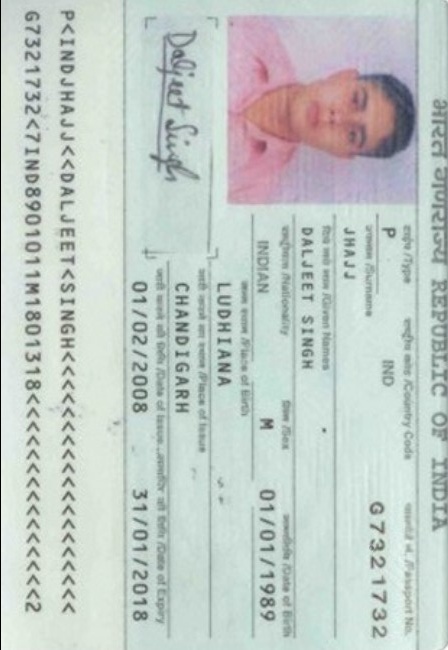 भारत गणराज्य REPUBLIC OF INDIA
टाइप /Type राष्ट्र कोड /Country Code पासपोर्ट नं. /Passport No.
P IND G7321732
उपनाम /Surname
JHAJJ
दिया गया नाम /Given Names
DALJEET SINGH
राष्ट्रीयता /Nationality लिंग /Sex जन्मतिथि /Date of Birth
INDIAN M 01/01/1989
जन्म स्थान /Place of Birth
LUDHIANA
जारी करने का स्थान /Place of Issue
CHANDIGARH
जारी करने की तिथि /Date of Issue समाप्ति की तिथि /Date of Expiry
01/02/2008 31/01/2018
Daljeet Singh
P<INDJHAJJ<<DALJEET<SINGH<<<<<<<<<<<<<<<<<<<
G7321732<7IND8901011M1801318<<<<<<<<<<<<<<<2